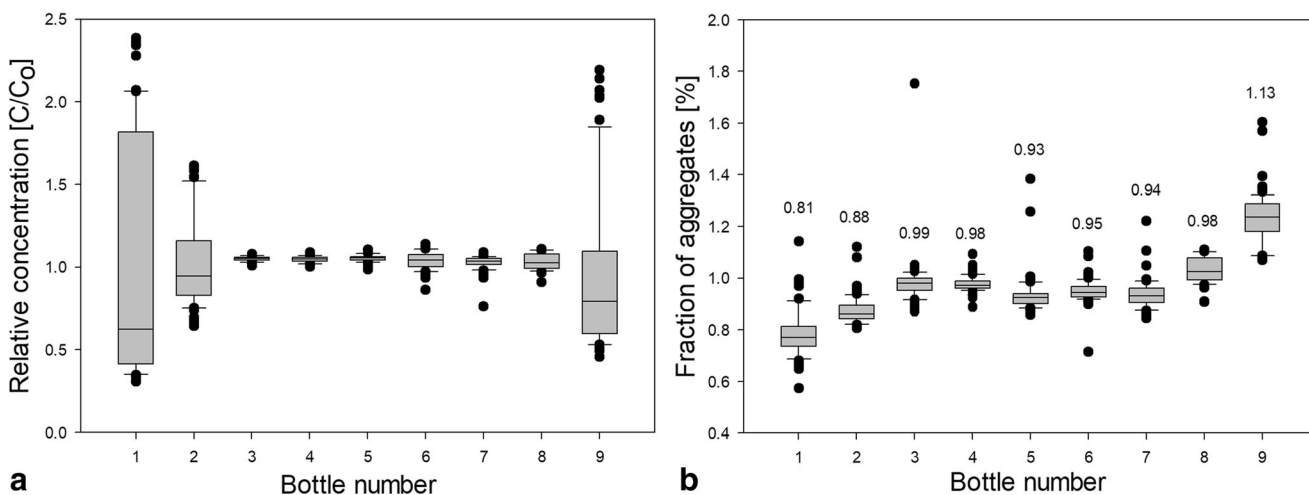 2.5
2.0
1.5
1.0
0.5
0.0
Relative concentration [C/C₀]
1 2 3 4 5 6 7 8 9
Bottle number
a
2.0
1.8
1.6
1.4
1.2
1.0
0.8
0.6
0.4
Fraction of aggregates [%]
0.81 0.88 0.99 0.98 0.93 0.95 0.94 0.98 1.13
1 2 3 4 5 6 7 8 9
Bottle number
b